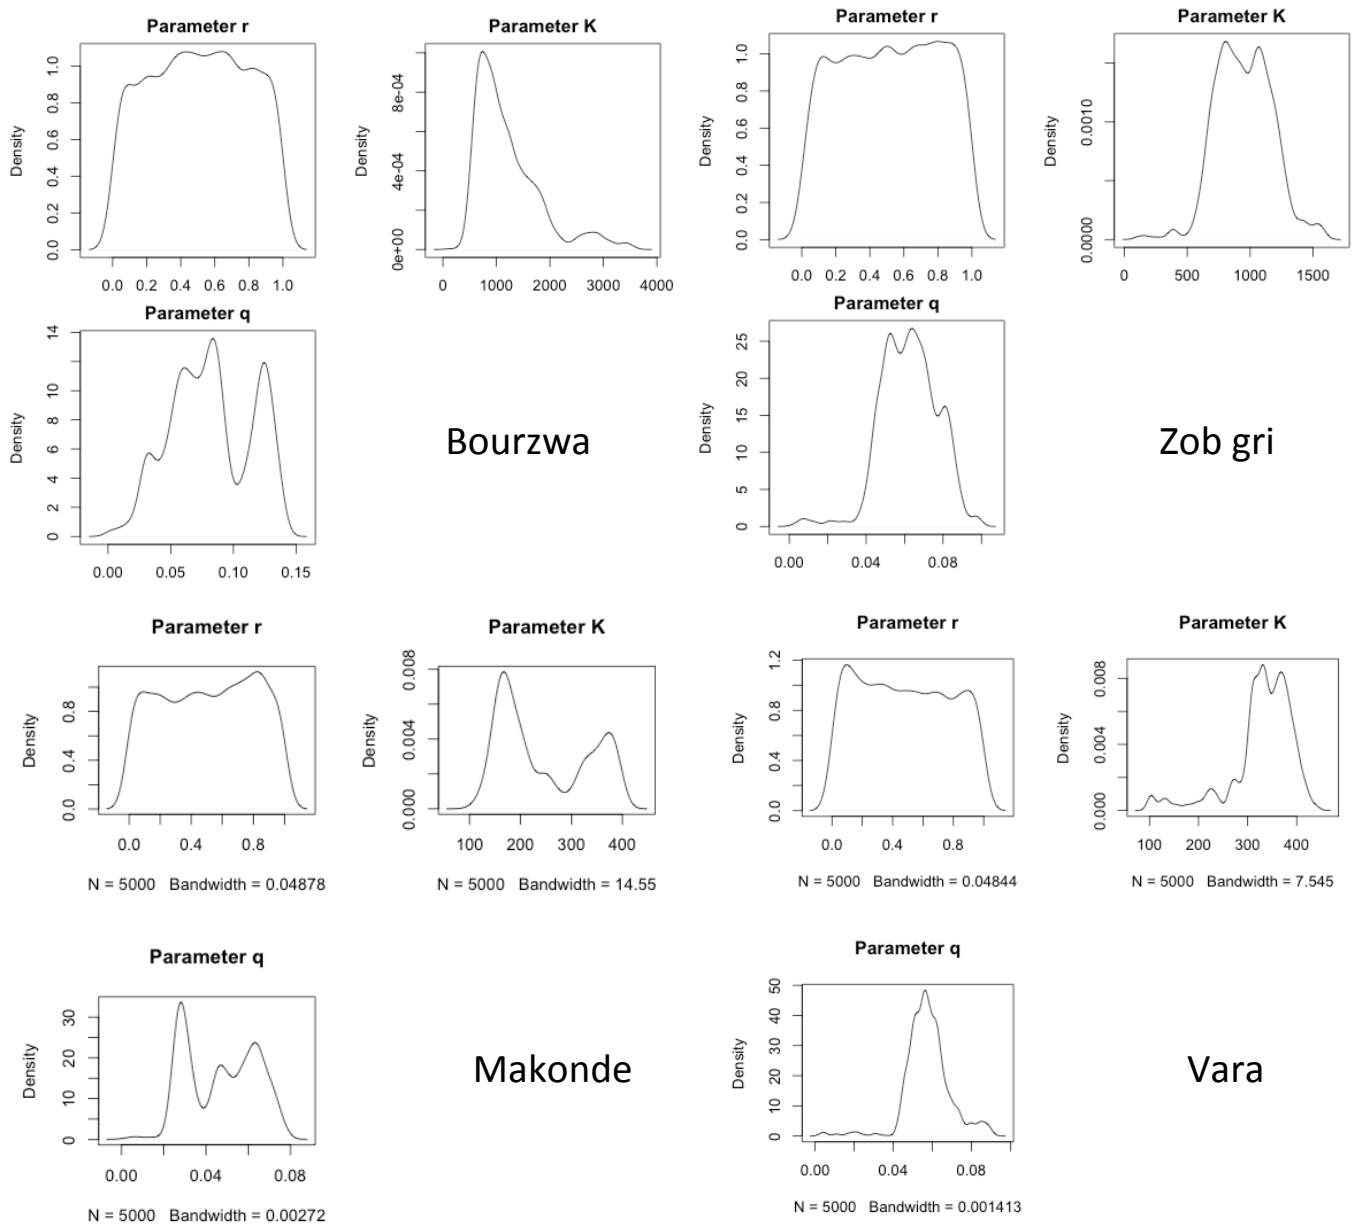 Parameter r
Density
0.0 0.2 0.4 0.6 0.8 1.0
0.0 0.2 0.4 0.6 0.8 1.0
Parameter K
Density
0e+00 4e-04 8e-04
0 1000 2000 3000 4000
Parameter q
Density
0 2 4 6 8 10 12 14
0.00 0.05 0.10 0.15
Bourzwa
Parameter r
Density
0.0 0.2 0.4 0.6 0.8 1.0
0.0 0.2 0.4 0.6 0.8 1.0
Parameter K
Density
0.0000 0.0010
0 500 1000 1500
Parameter q
Density
0 5 10 15 20 25
0.00 0.04 0.08
Zob gri
Parameter r
Density
0.0 0.4 0.8
0.0 0.4 0.8
N = 5000 Bandwidth = 0.04878
Parameter K
Density
0.000 0.004 0.008
100 200 300 400
N = 5000 Bandwidth = 14.55
Parameter q
Density
0 10 20 30
0.00 0.04 0.08
N = 5000 Bandwidth = 0.00272
Makonde
Parameter r
Density
0.0 0.4 0.8 1.2
0.0 0.4 0.8
N = 5000 Bandwidth = 0.04844
Parameter K
Density
0.000 0.004 0.008
100 200 300 400
N = 5000 Bandwidth = 7.545
Parameter q
Density
0 10 20 30 40 50
0.00 0.04 0.08
N = 5000 Bandwidth = 0.001413
Vara